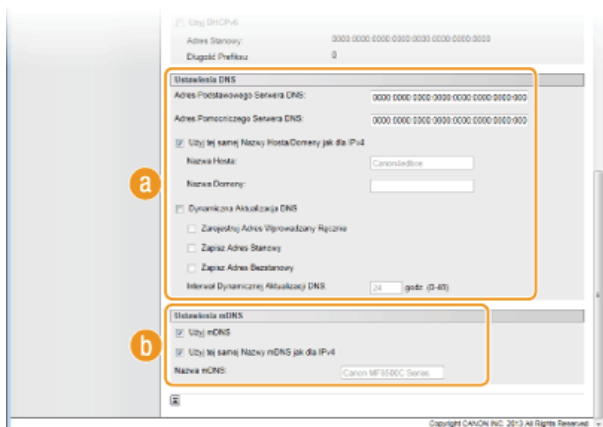 Użyj DHCPv6
Adres Stanowy: 0000:0000:0000:0000:0000:0000:0000:0000
Długość Prefiksu: 0
Ustawienia DNS
Adres Podstawowego Serwera DNS: 0000:0000:0000:0000:0000:0000:0000:000
Adres Pomocniczego Serwera DNS: 0000:0000:0000:0000:0000:0000:0000:000
Użyj tej samej Nazwy Hosta/Domeny jak dla IPv4
a
Nazwa Hosta:
Nazwa Domeny:
Dynamiczna Aktualizacja DNS
Zarejestruj Adres Wprowadzany Ręcznie
Zapisz Adres Stanowy
Zapisz Adres Bezstanowy
Interwał Dynamicznej Aktualizacji DNS: 24 godz. (0-48)
Ustawienia mDNS
b
Użyj mDNS
Użyj tej samej Nazwy mDNS jak dla IPv4
Nazwa mDNS: Canon MF8500C Series
Copyright CANON INC. 2013 All Rights Reserved